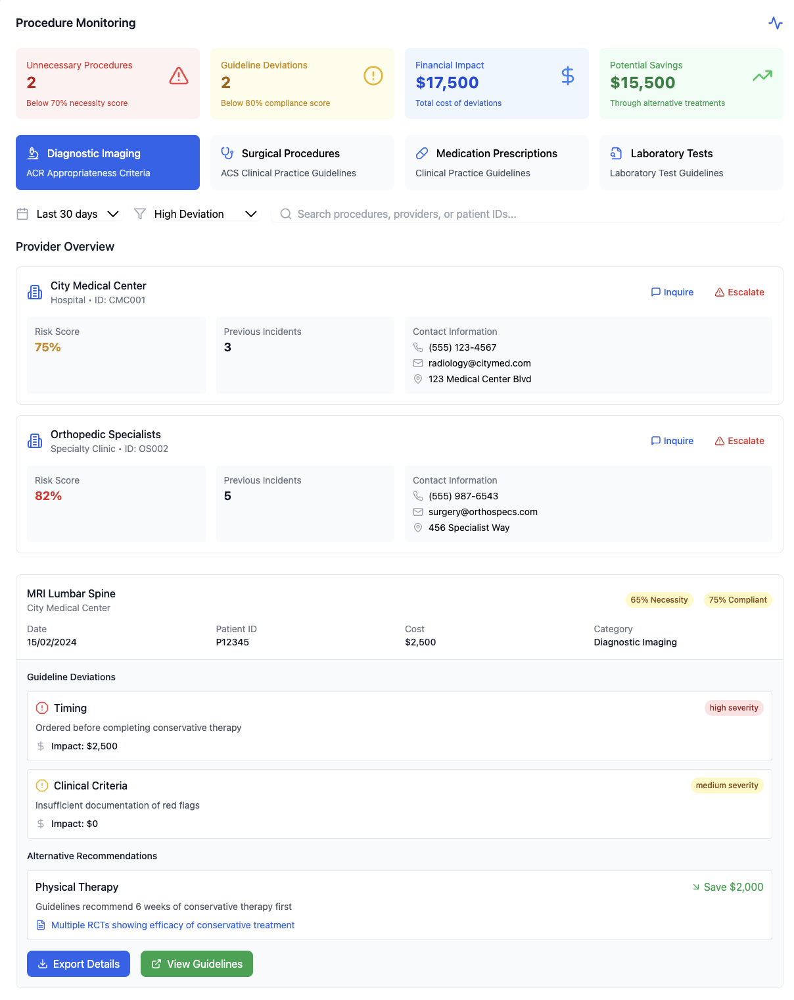 Procedure Monitoring
Unnecessary Procedures
2
Below 70% necessity score
Guideline Deviations
2
Below 80% compliance score
Financial Impact
$17,500
Total cost of deviations
Potential Savings
$15,500
Through alternative treatments
Diagnostic Imaging
ACR Appropriateness Criteria
Surgical Procedures
ACS Clinical Practice Guidelines
Medication Prescriptions
Clinical Practice Guidelines
Laboratory Tests
Laboratory Test Guidelines
Last 30 days
High Deviation
Search procedures, providers, or patient IDs...
Provider Overview
City Medical Center
Hospital • ID: CMC001
Inquire
Escalate
Risk Score
75%
Previous Incidents
3
Contact Information
(555) 123-4567
radiology@citymed.com
123 Medical Center Blvd
Orthopedic Specialists
Specialty Clinic • ID: OS002
Inquire
Escalate
Risk Score
82%
Previous Incidents
5
Contact Information
(555) 987-6543
surgery@orthospecs.com
456 Specialist Way
MRI Lumbar Spine
City Medical Center
65% Necessity
75% Compliant
Date
15/02/2024
Patient ID
P12345
Cost
$2,500
Category
Diagnostic Imaging
Guideline Deviations
Timing
high severity
Ordered before completing conservative therapy
Impact: $2,500
Clinical Criteria
medium severity
Insufficient documentation of red flags
Impact: $0
Alternative Recommendations
Physical Therapy
Save $2,000
Guidelines recommend 6 weeks of conservative therapy first
Multiple RCTs showing efficacy of conservative treatment
Export Details
View Guidelines